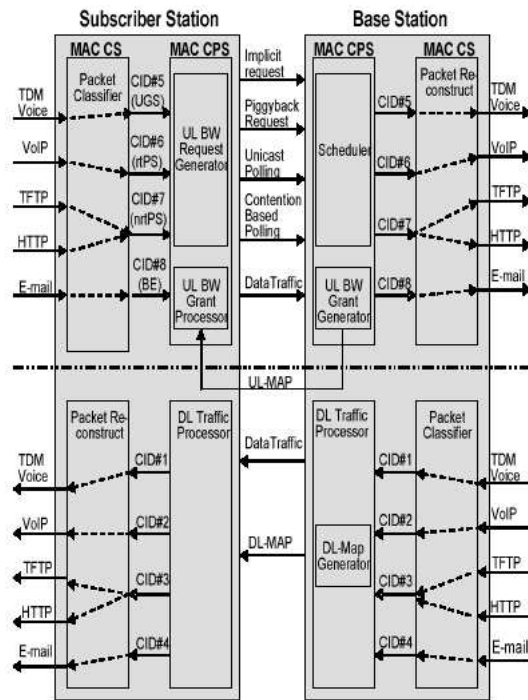 Subscriber Station
Base Station
MAC CS
MAC CPS
MAC CPS
MAC CS
Packet
Classifier
CID#5
(UGS)
CID#6
(rtPS)
CID#7
(nrtPS)
CID#8
(BE)
UL BW
Request
Generator
UL BW
Grant
Processor
Implicit
request
Piggyback
Request
Unicast
Polling
Contention
Based
Polling
DataTraffic
Scheduler
UL BW
Grant
Generator
CID#5
CID#6
CID#7
CID#8
Packet Re-
construct
TDM
Voice
VoIP
TFTP
HTTP
E-mail
TDM
Voice
VoIP
TFTP
HTTP
E-mail
UL-MAP
Packet Re-
construct
DL Traffic
Processor
DataTraffic
DL-MAP
DL Traffic
Processor
DL-Map
Generator
Packet
Classifier
CID#1
CID#2
CID#3
CID#4
CID#1
CID#2
CID#3
CID#4
TDM
Voice
VoIP
TFTP
HTTP
E-mail
TDM
Voice
VoIP
TFTP
HTTP
E-mail